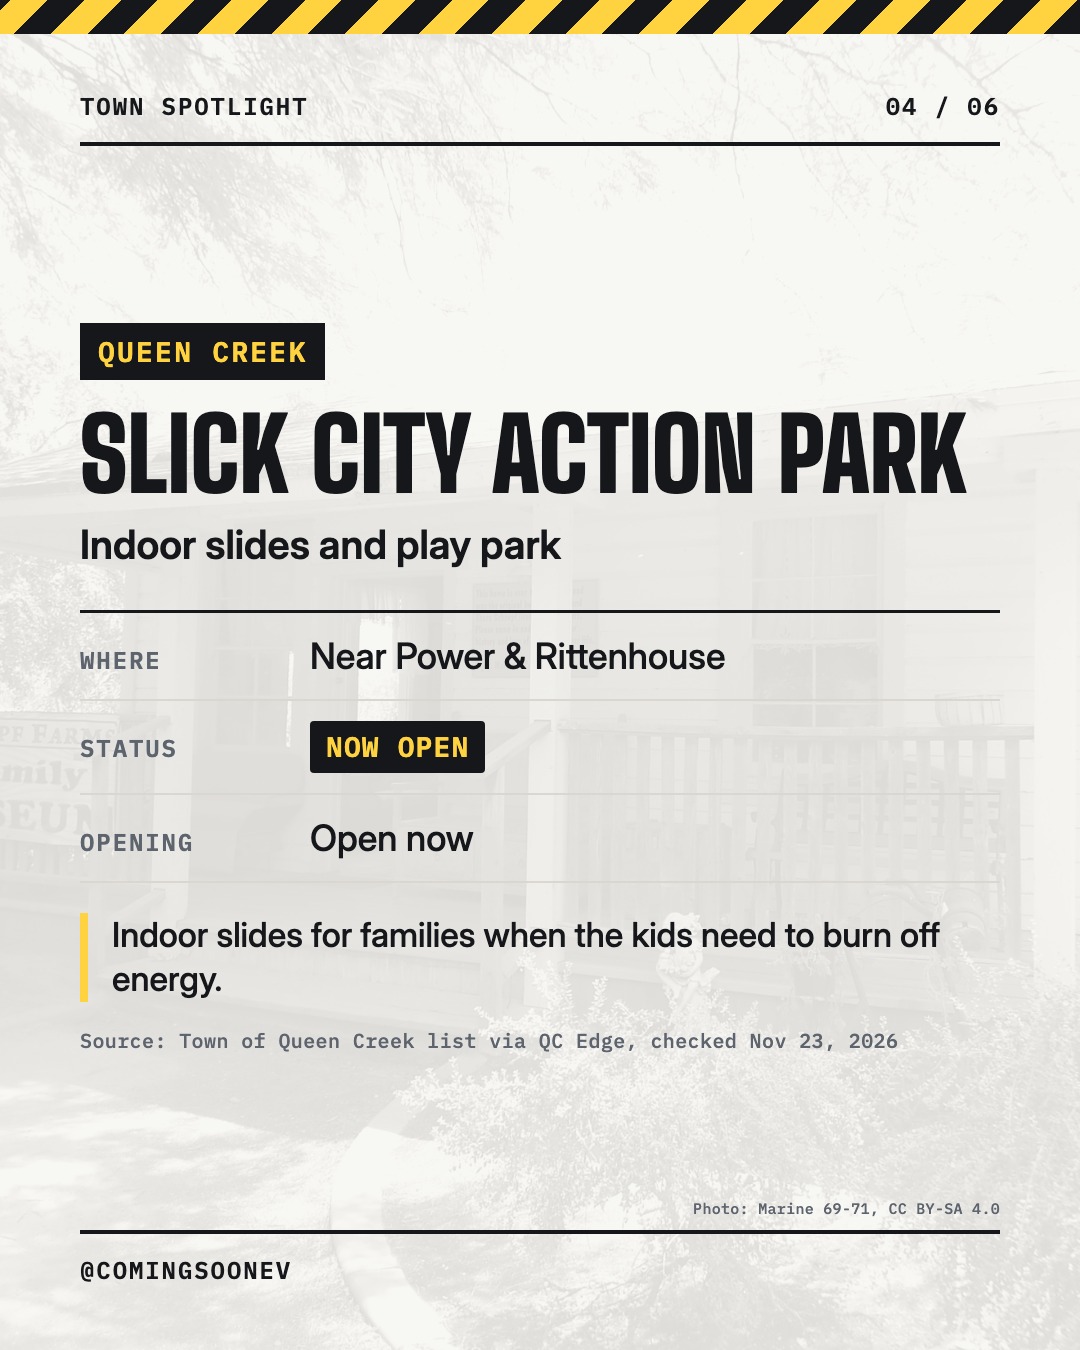 TOWN SPOTLIGHT
04 / 06
QUEEN CREEK
SLICK CITY ACTION PARK
Indoor slides and play park
WHERE
Near Power & Rittenhouse
STATUS
NOW OPEN
OPENING
Open now
Indoor slides for families when the kids need to burn off
energy.
Source: Town of Queen Creek list via QC Edge, checked Nov 23, 2026
Photo: Marine 69-71, CC BY-SA 4.0
@COMINGSOONEV